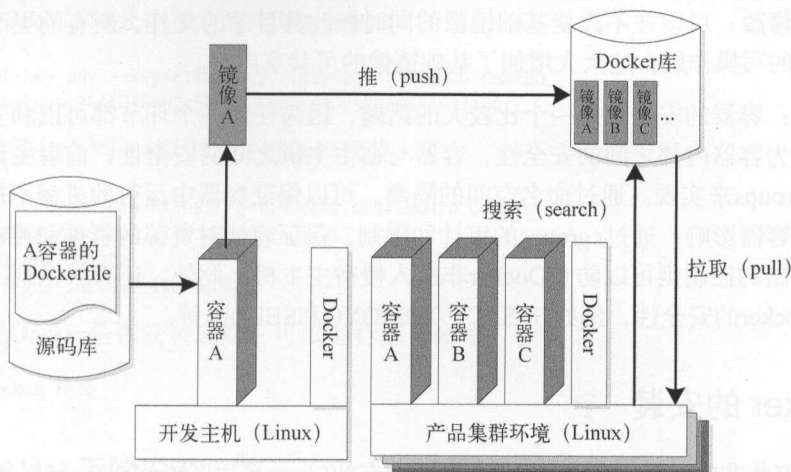 镜像A
推（push）
Docker库
镜像A
镜像B
镜像C
...
搜索（search）
拉取（pull）
A容器的
Dockerfile
源码库
容器A
Docker
容器A
容器B
容器C
Docker
开发主机（Linux）
产品集群环境（Linux）